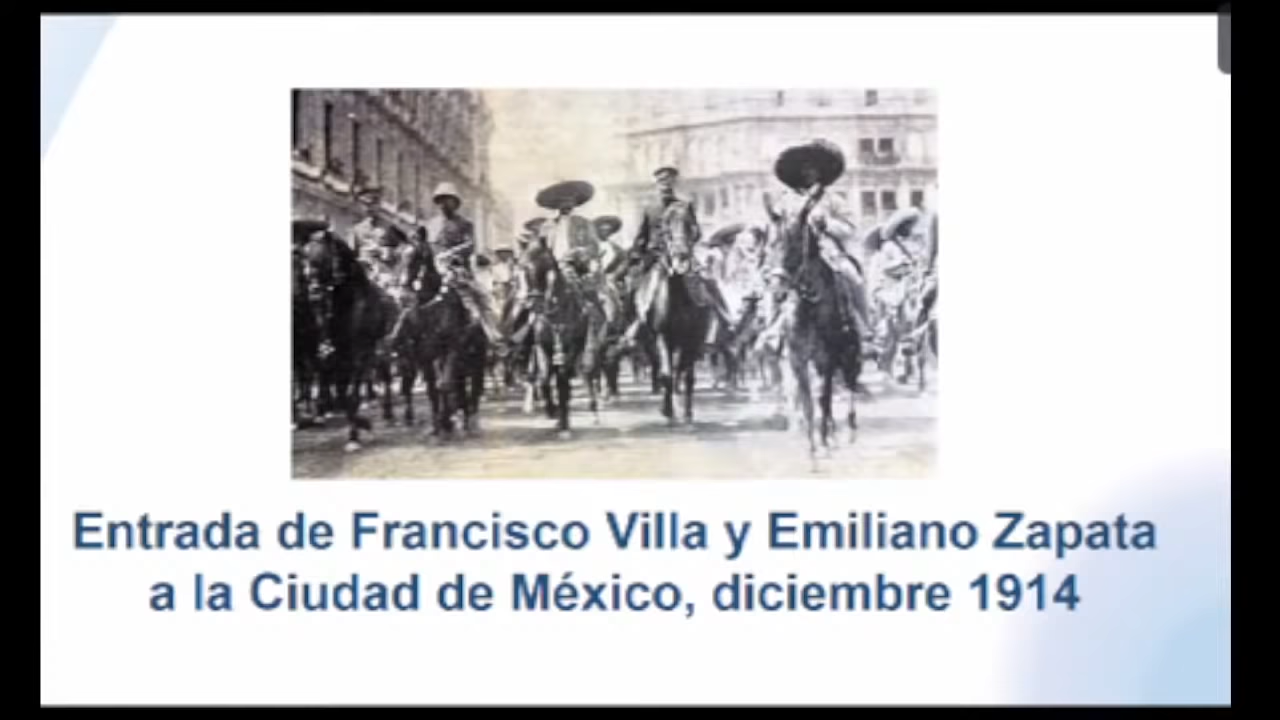 Entrada de Francisco Villa y Emiliano Zapata
a la Ciudad de México, diciembre 1914